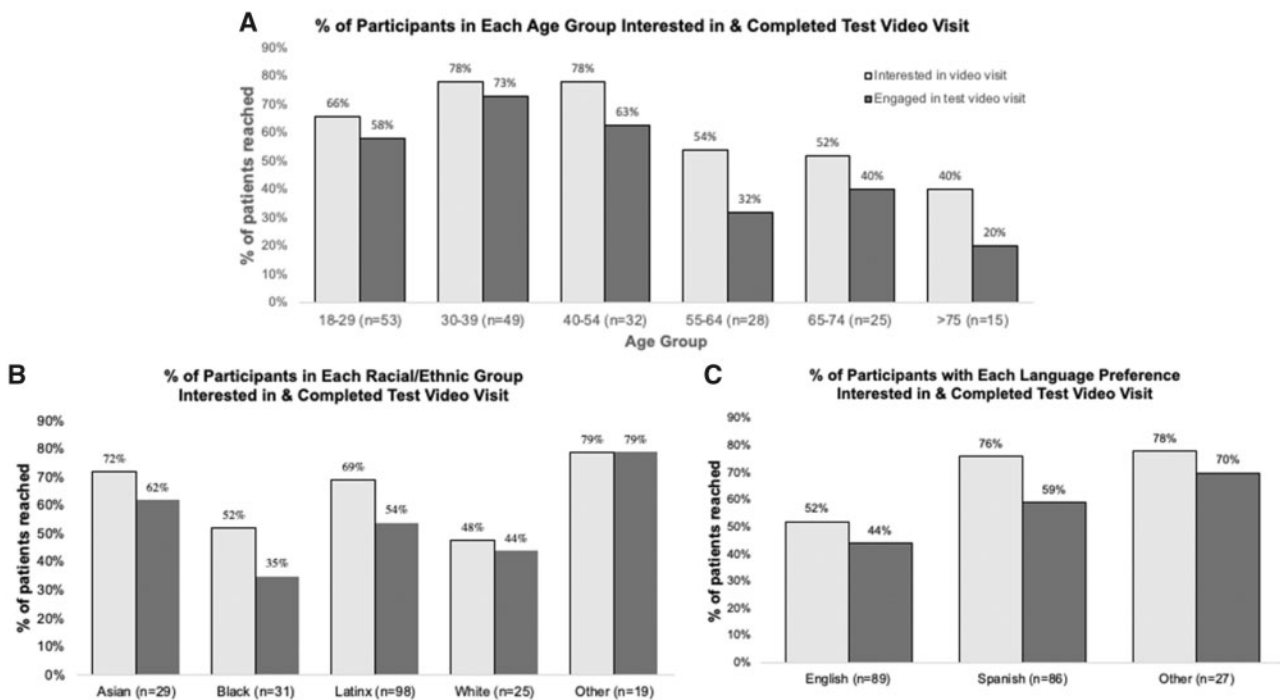 A
% of Participants in Each Age Group Interested in & Completed Test Video Visit
% of patients reached
90%
80%
70%
60%
50%
40%
30%
20%
10%
0%
Interested in video visit
Engaged in test video visit
66%
58%
78%
73%
78%
63%
54%
32%
52%
40%
40%
20%
18-29 (n=53)
30-39 (n=49)
40-54 (n=32)
55-64 (n=28)
65-74 (n=25)
>75 (n=15)
Age Group
B
% of Participants in Each Racial/Ethnic Group
Interested in & Completed Test Video Visit
% of patients reached
90%
80%
70%
60%
50%
40%
30%
20%
10%
0%
72%
62%
52%
35%
69%
54%
48%
44%
79%
79%
Asian (n=29)
Black (n=31)
Latinx (n=98)
White (n=25)
Other (n=19)
C
% of Participants with Each Language Preference
Interested in & Completed Test Video Visit
% of patients reached
90%
80%
70%
60%
50%
40%
30%
20%
10%
0%
52%
44%
76%
59%
78%
70%
English (n=89)
Spanish (n=86)
Other (n=27)